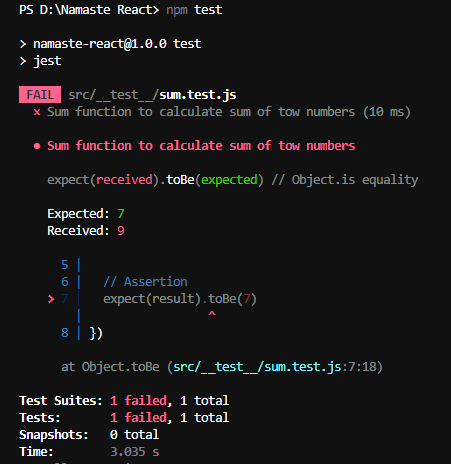 PS D:\Namaste React> npm test
> namaste-react@1.0.0 test
> jest
FAIL src/__test__/sum.test.js
× Sum function to calculate sum of tow numbers (10 ms)
● Sum function to calculate sum of tow numbers
expect(received).toBe(expected) // Object.is equality
Expected: 7
Received: 9
5 |
6 | // Assertion
> 7 | expect(result).toBe(7)
| ^
8 | })
at Object.toBe (src/__test__/sum.test.js:7:18)
Test Suites: 1 failed, 1 total
Tests: 1 failed, 1 total
Snapshots: 0 total
Time: 3.035 s